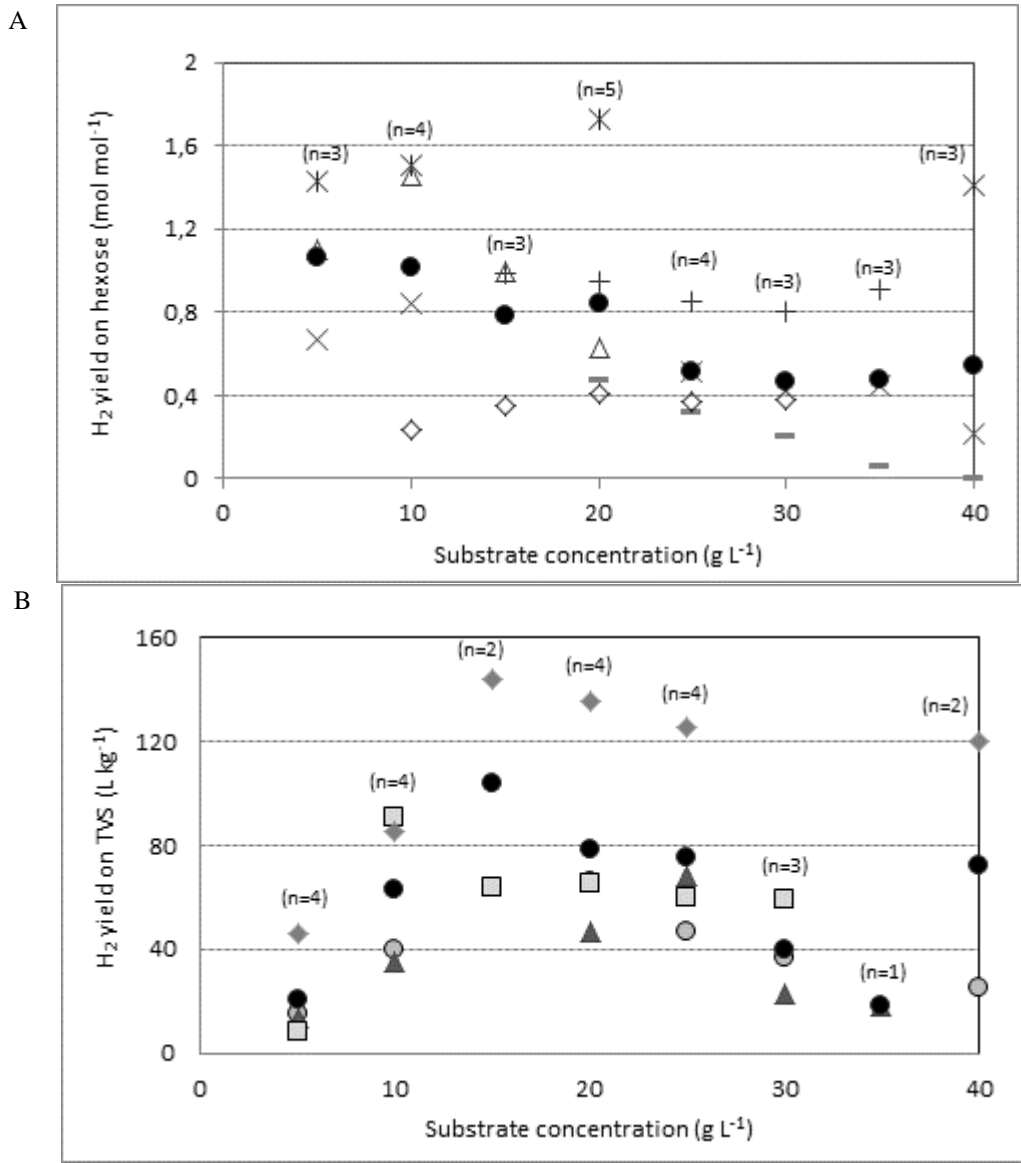 A
H₂ yield on hexose (mol mol⁻¹)
2
1,6
1,2
0,8
0,4
0
(n=3)
(n=4)
(n=3)
(n=5)
(n=4)
(n=3)
(n=3)
(n=3)
0 10 20 30 40
Substrate concentration (g L⁻¹)
B
H₂ yield on TVS (L kg⁻¹)
160
120
80
40
0
(n=4)
(n=4)
(n=2)
(n=4)
(n=4)
(n=3)
(n=1)
(n=2)
0 10 20 30 40
Substrate concentration (g L⁻¹)